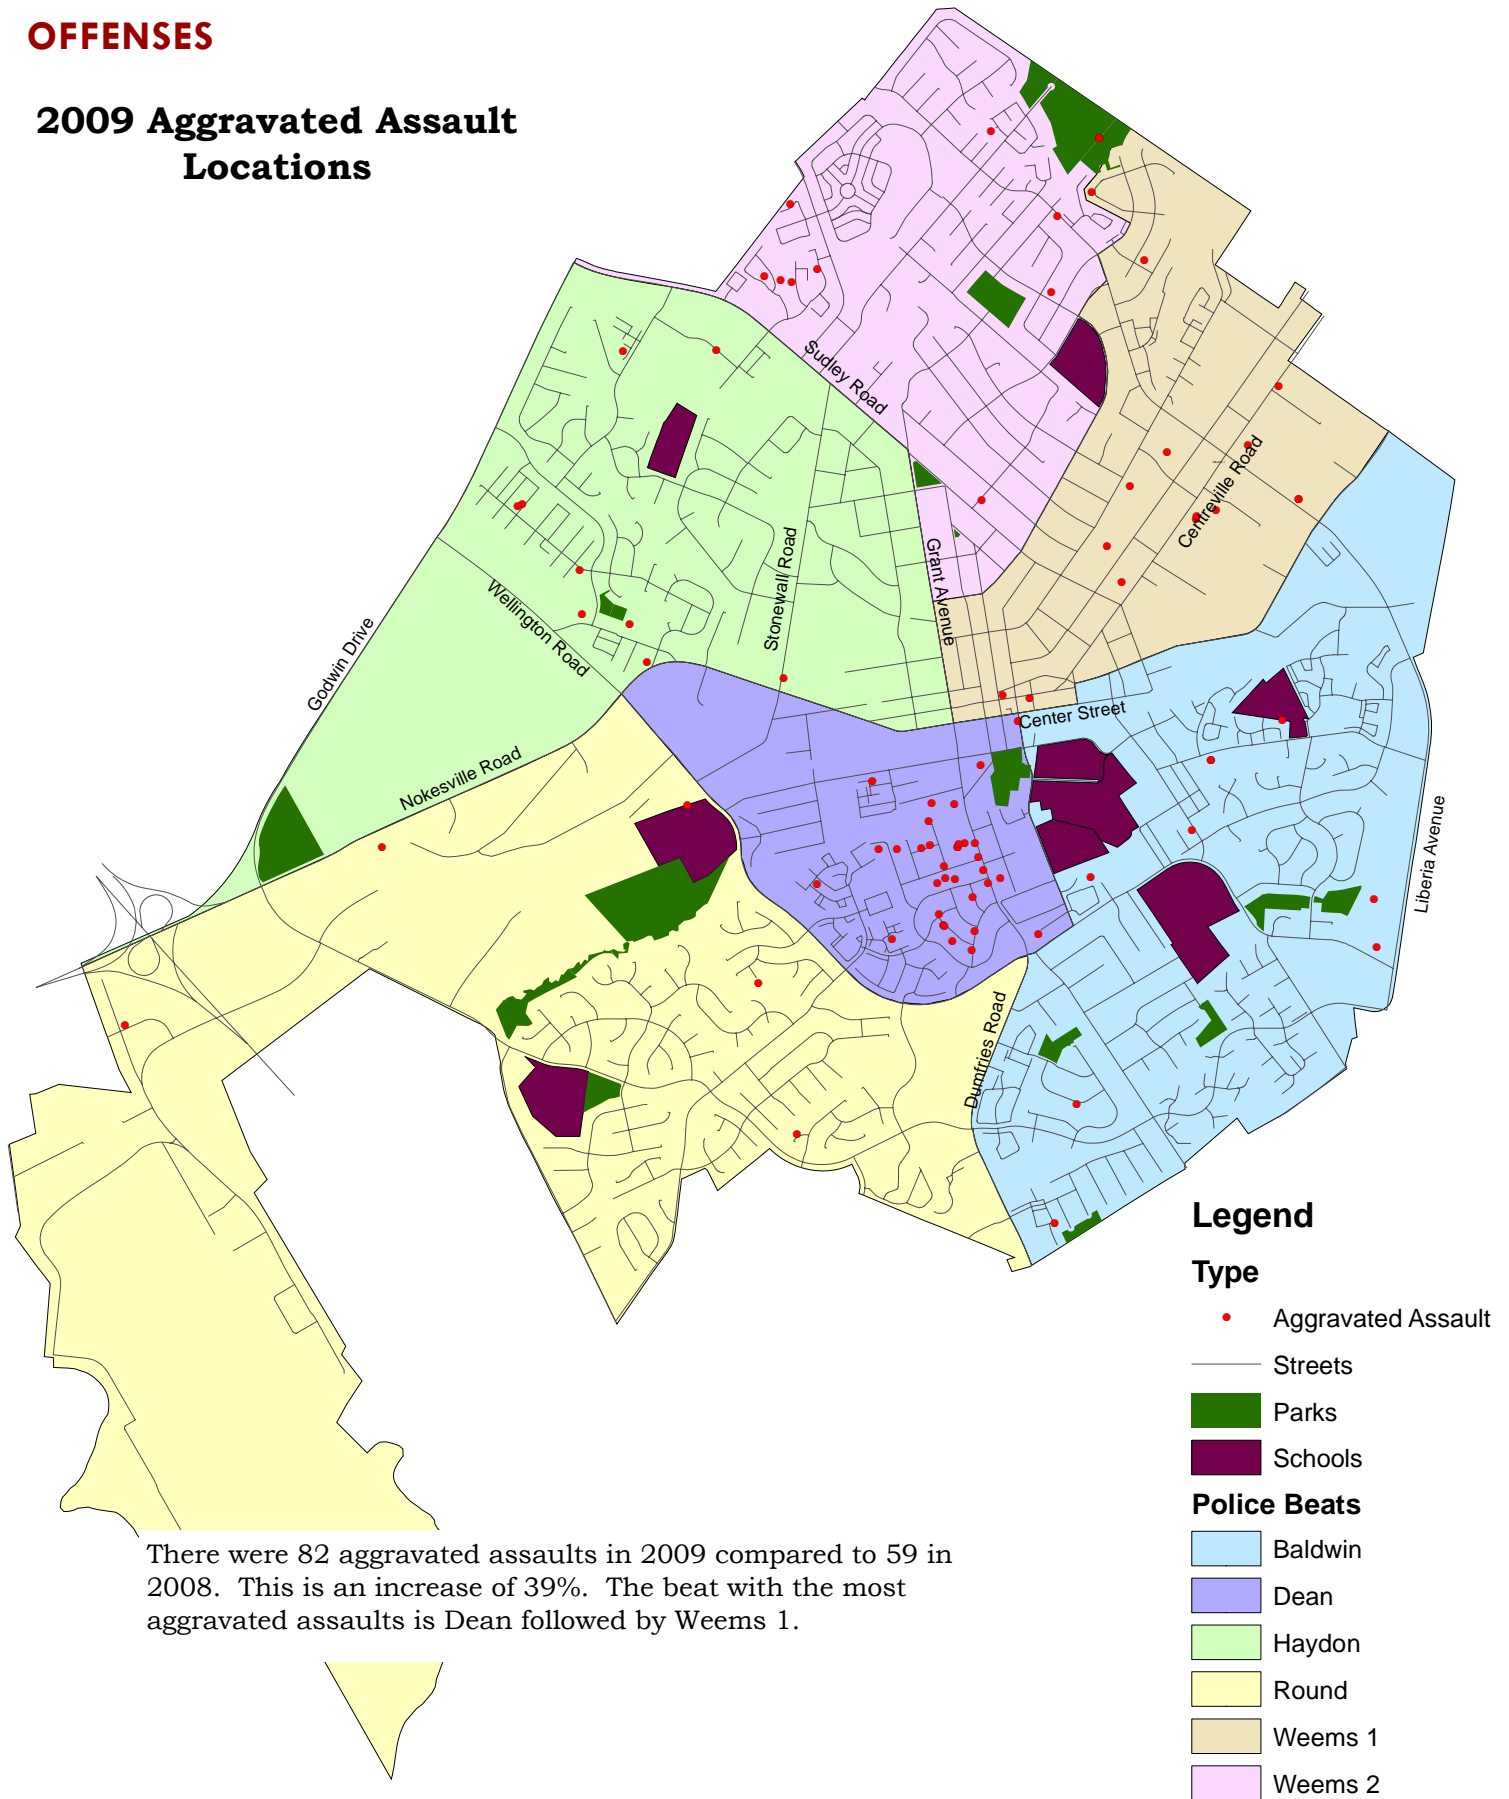 OFFENSES
2009 Aggravated Assault
Locations
Sudley Road
Centreville Road
Grant Avenue
Stonewall Road
Wellington Road
Godwin Drive
Nokesville Road
Center Street
Liberia Avenue
Dumfries Road
Legend
Type
Aggravated Assault
Streets
Parks
Schools
Police Beats
Baldwin
Dean
Haydon
Round
Weems 1
Weems 2
There were 82 aggravated assaults in 2009 compared to 59 in
2008.  This is an increase of 39%.  The beat with the most
aggravated assaults is Dean followed by Weems 1.